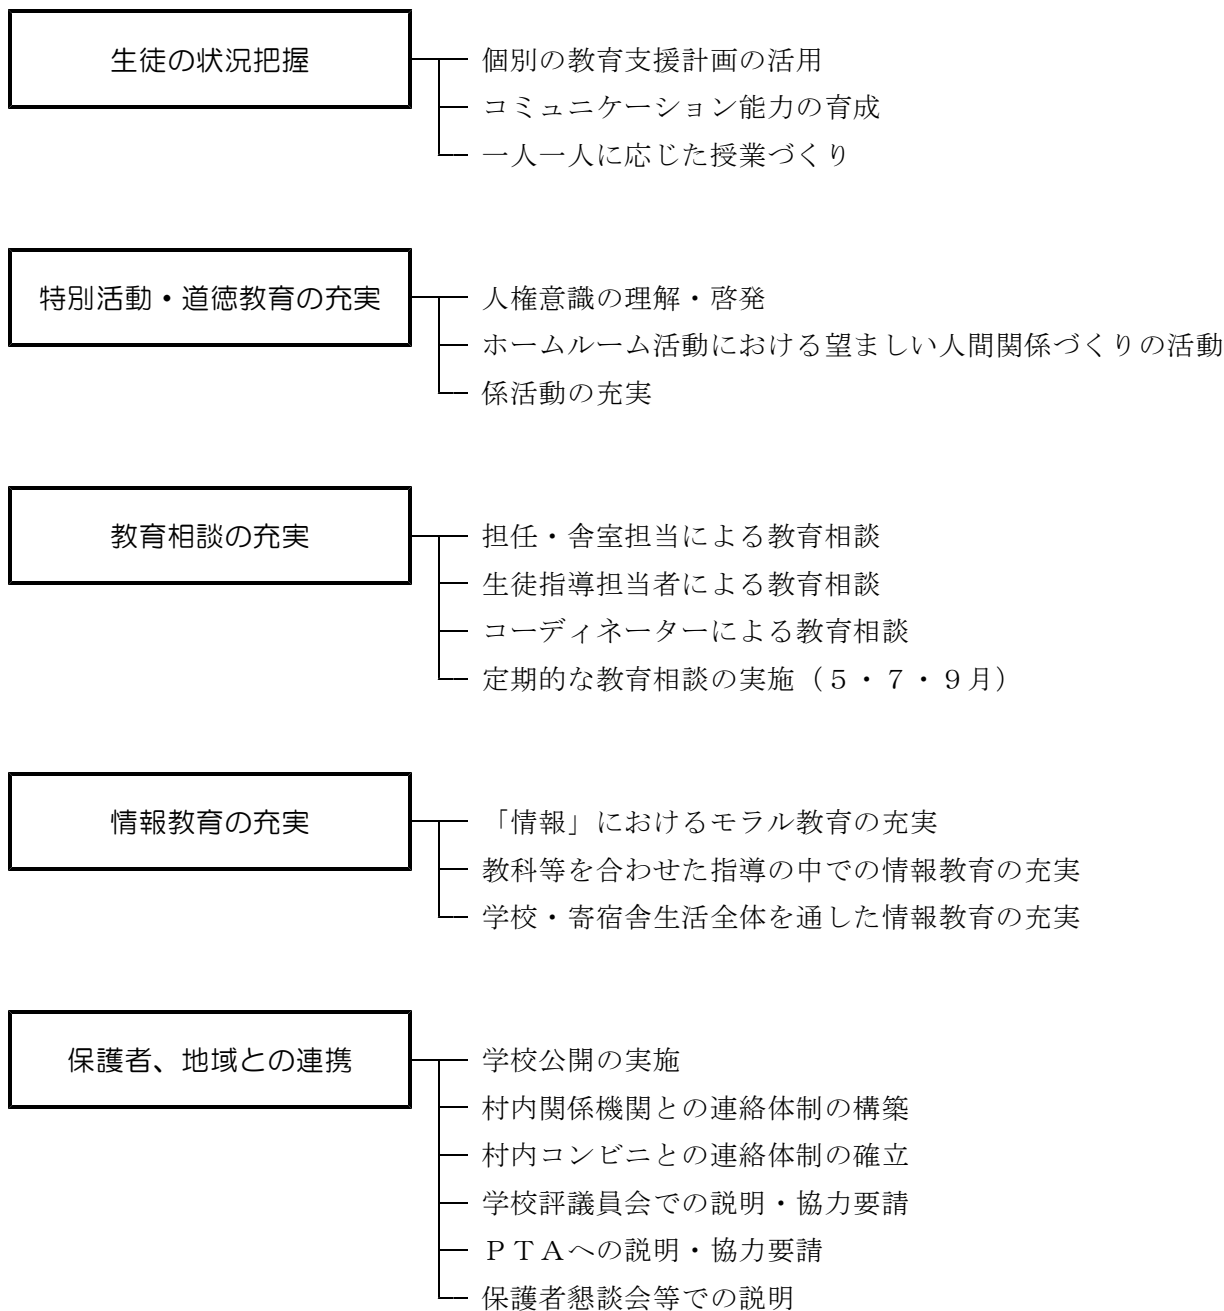 生徒の状況把握
個別の教育支援計画の活用
コミュニケーション能力の育成
一人一人に応じた授業づくり
特別活動・道徳教育の充実
人権意識の理解・啓発
ホームルーム活動における望ましい人間関係づくりの活動
係活動の充実
教育相談の充実
担任・舎室担当による教育相談
生徒指導担当者による教育相談
コーディネーターによる教育相談
定期的な教育相談の実施（５・７・９月）
情報教育の充実
「情報」におけるモラル教育の充実
教科等を合わせた指導の中での情報教育の充実
学校・寄宿舎生活全体を通した情報教育の充実
保護者、地域との連携
学校公開の実施
村内関係機関との連絡体制の構築
村内コンビニとの連絡体制の確立
学校評議員会での説明・協力要請
ＰＴＡへの説明・協力要請
保護者懇談会等での説明